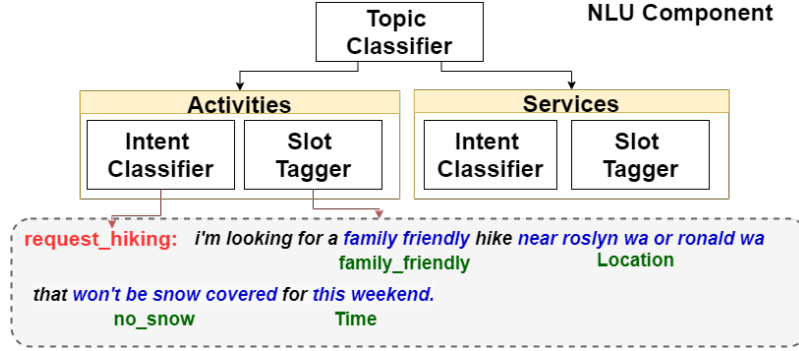 NLU Component
Topic
Classifier
Activities
Services
Intent
Classifier
Slot
Tagger
Intent
Classifier
Slot
Tagger
request_hiking: i'm looking for a family friendly hike near roslyn wa or ronald wa
family_friendly
Location
that won't be snow covered for this weekend.
no_snow
Time